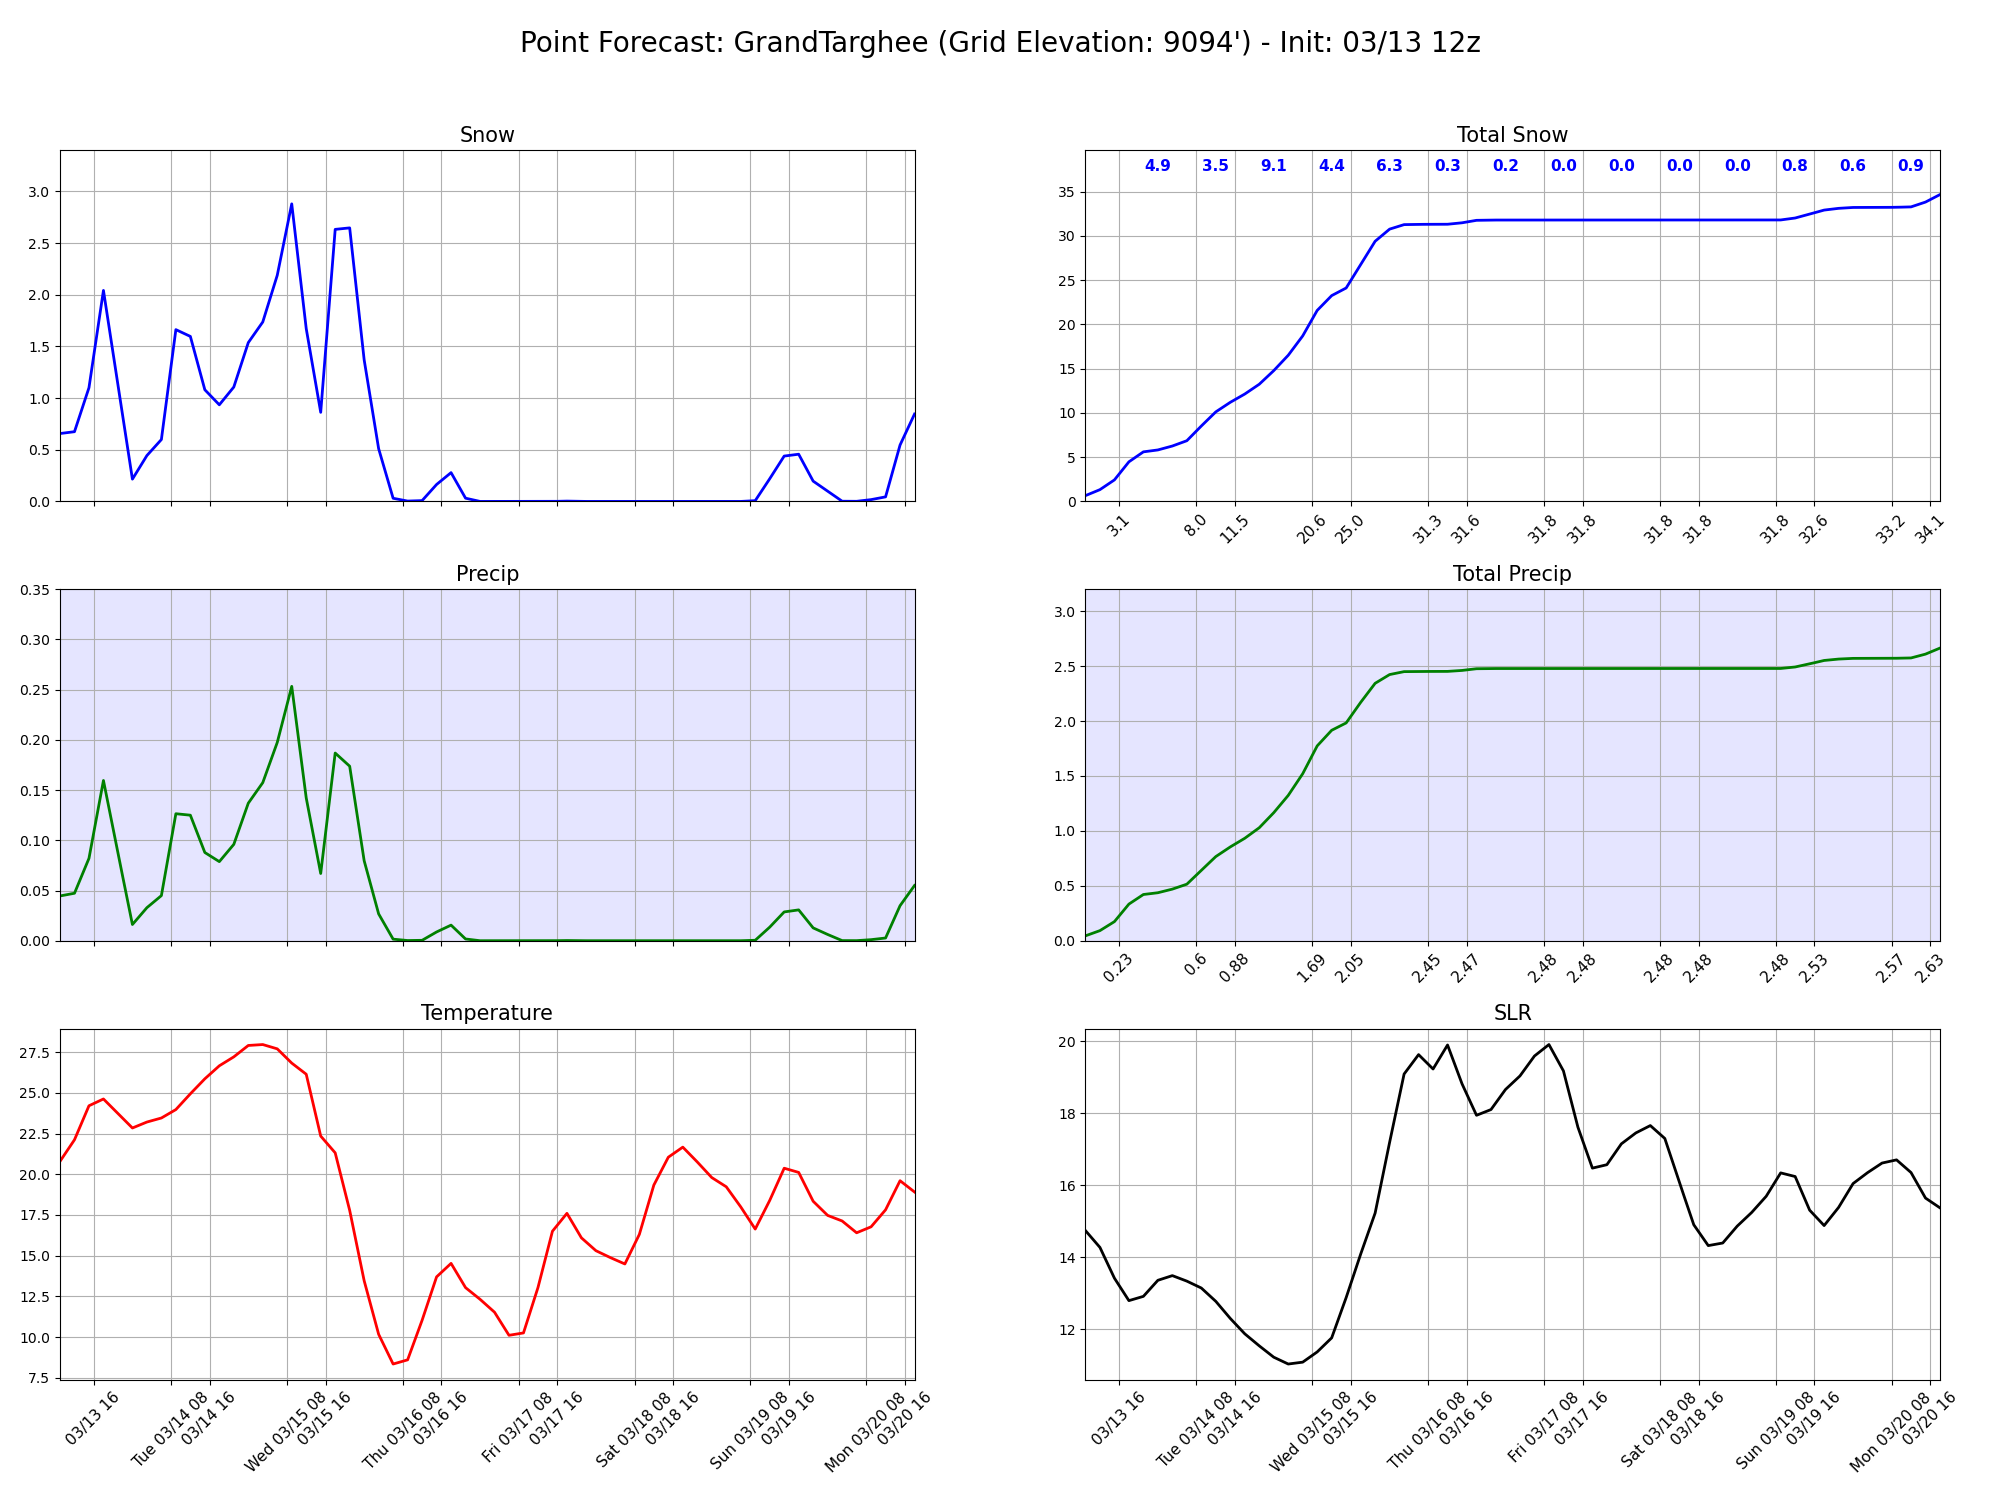 Point Forecast: GrandTarghee (Grid Elevation: 9094') - Init: 03/13 12z
Snow
3.0
2.5
2.0
1.5
1.0
0.5
0.0
Total Snow
4.9 3.5 9.1 4.4 6.3 0.3 0.2 0.0 0.0 0.0 0.0 0.8 0.6 0.9
35
30
25
20
15
10
5
0
3.1 8.0 11.5 20.6 25.0 31.3 31.6 31.8 31.8 31.8 31.8 31.8 32.6 33.2 34.1
Precip
0.35
0.30
0.25
0.20
0.15
0.10
0.05
0.00
Total Precip
3.0
2.5
2.0
1.5
1.0
0.5
0.0
0.23 0.6 0.88 1.69 2.05 2.45 2.47 2.48 2.48 2.48 2.48 2.48 2.53 2.57 2.63
Temperature
27.5
25.0
22.5
20.0
17.5
15.0
12.5
10.0
7.5
03/13 16
Tue 03/14 08
03/14 16
Wed 03/15 08
03/15 16
Thu 03/16 08
03/16 16
Fri 03/17 08
03/17 16
Sat 03/18 08
03/18 16
Sun 03/19 08
03/19 16
Mon 03/20 08
03/20 16
SLR
20
18
16
14
12
03/13 16
Tue 03/14 08
03/14 16
Wed 03/15 08
03/15 16
Thu 03/16 08
03/16 16
Fri 03/17 08
03/17 16
Sat 03/18 08
03/18 16
Sun 03/19 08
03/19 16
Mon 03/20 08
03/20 16